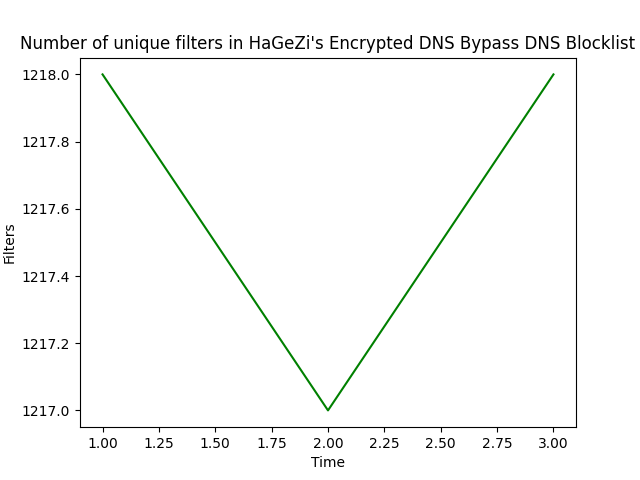 Number of unique filters in HaGeZi's Encrypted DNS Bypass DNS Blocklist
1218.0
1217.8
1217.6
1217.4
1217.2
1217.0
Filters
1.00 1.25 1.50 1.75 2.00 2.25 2.50 2.75 3.00
Time